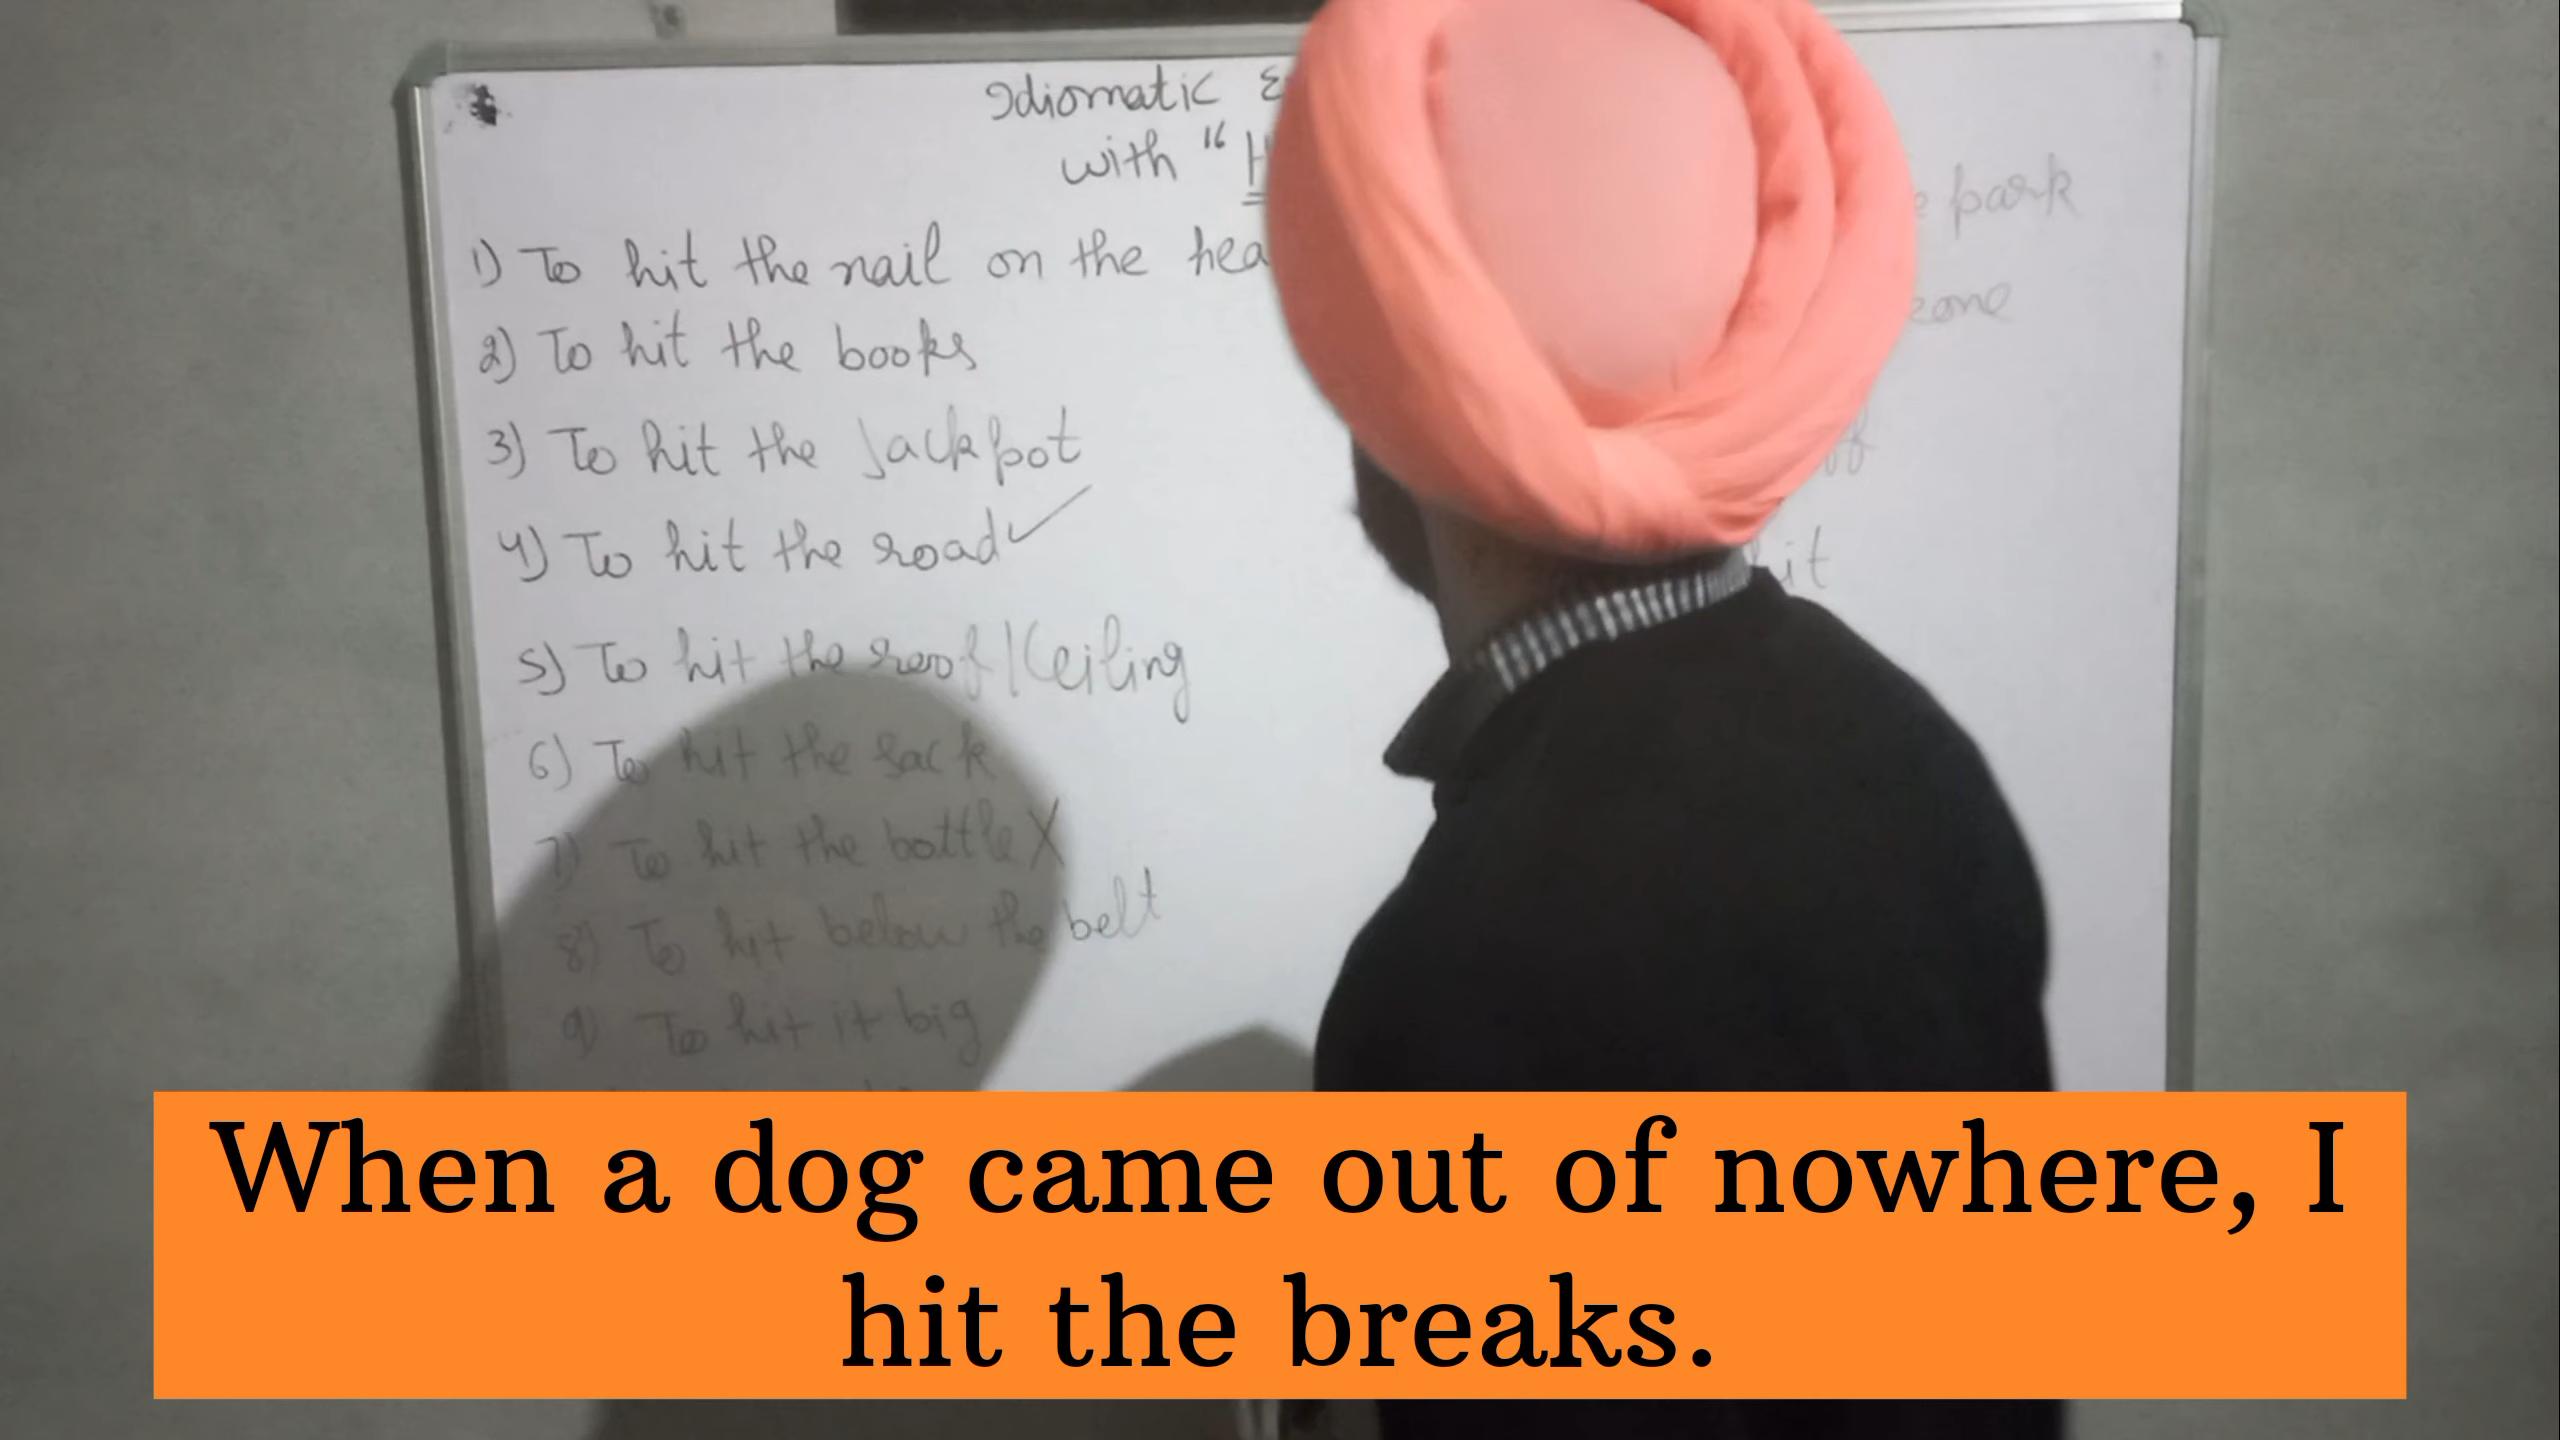 Idiomatic
with "H
1) To hit the nail on the hea
2) To hit the books
3) To hit the Jackpot
4) To hit the road ✓
5) To hit the roof/Ceiling
6) To hit the sack
7) To hit the bottle X
8) To hit below the belt
9) To hit it big
park
zone
of
it
When a dog came out of nowhere, I
hit the breaks.